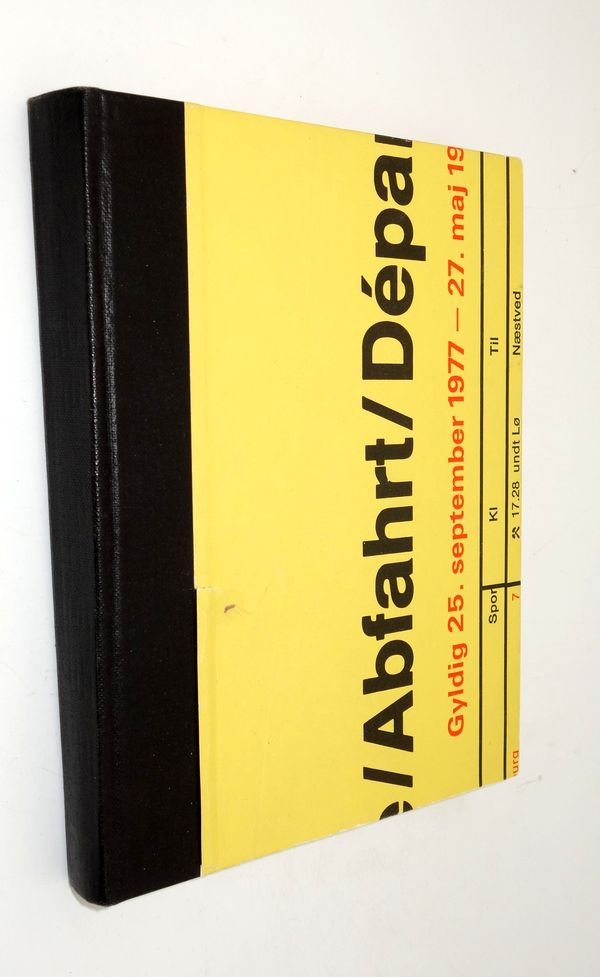 e/Abfahrt/Dépa
Gyldig 25. september 1977 — 27. maj 19
Spor Kl Til
urg 7 ⚒ 17.28 undt Lø Næstved